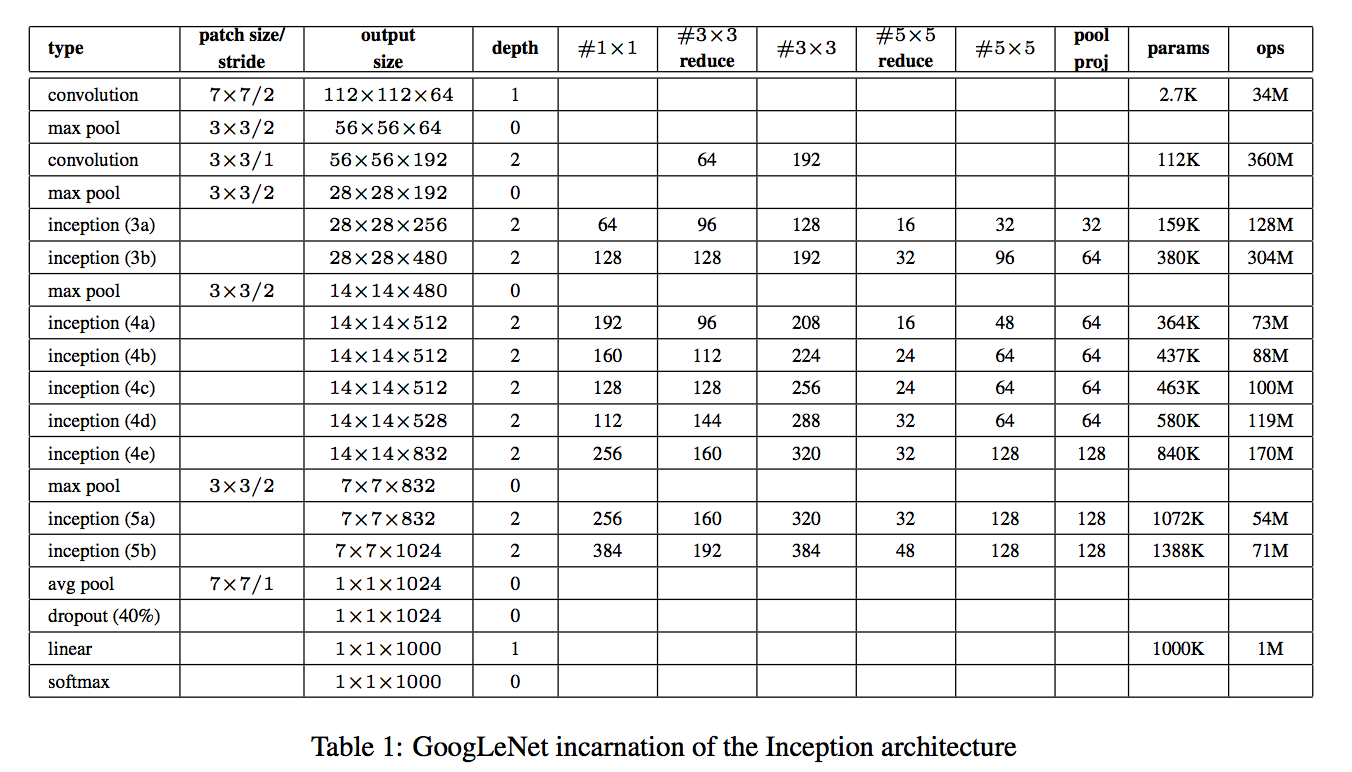 type patch size/ stride output size depth #1×1 #3×3 reduce #3×3 #5×5 reduce #5×5 pool proj params ops
convolution 7×7/2 112×112×64 1 2.7K 34M
max pool 3×3/2 56×56×64 0
convolution 3×3/1 56×56×192 2 64 192 112K 360M
max pool 3×3/2 28×28×192 0
inception (3a) 28×28×256 2 64 96 128 16 32 32 159K 128M
inception (3b) 28×28×480 2 128 128 192 32 96 64 380K 304M
max pool 3×3/2 14×14×480 0
inception (4a) 14×14×512 2 192 96 208 16 48 64 364K 73M
inception (4b) 14×14×512 2 160 112 224 24 64 64 437K 88M
inception (4c) 14×14×512 2 128 128 256 24 64 64 463K 100M
inception (4d) 14×14×528 2 112 144 288 32 64 64 580K 119M
inception (4e) 14×14×832 2 256 160 320 32 128 128 840K 170M
max pool 3×3/2 7×7×832 0
inception (5a) 7×7×832 2 256 160 320 32 128 128 1072K 54M
inception (5b) 7×7×1024 2 384 192 384 48 128 128 1388K 71M
avg pool 7×7/1 1×1×1024 0
dropout (40%) 1×1×1024 0
linear 1×1×1000 1 1000K 1M
softmax 1×1×1000 0
Table 1: GoogLeNet incarnation of the Inception architecture